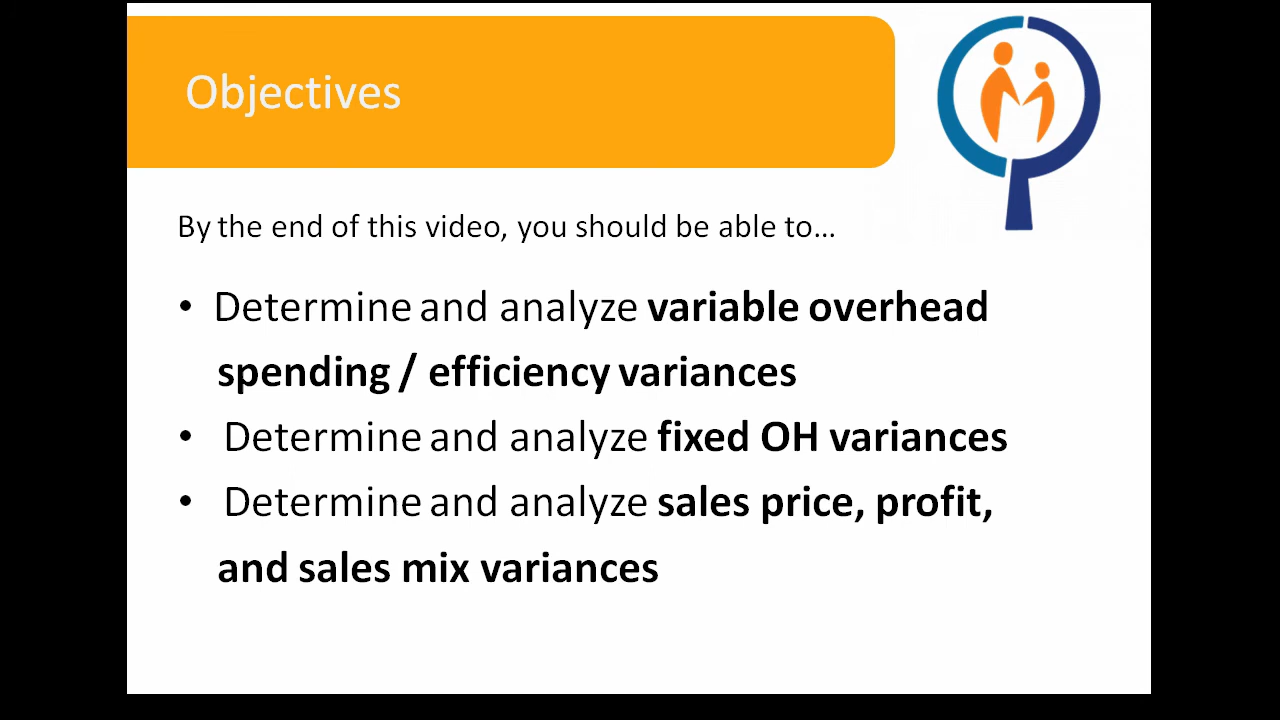 Objectives
By the end of this video, you should be able to…
• Determine and analyze variable overhead
spending / efficiency variances
• Determine and analyze fixed OH variances
• Determine and analyze sales price, profit,
and sales mix variances